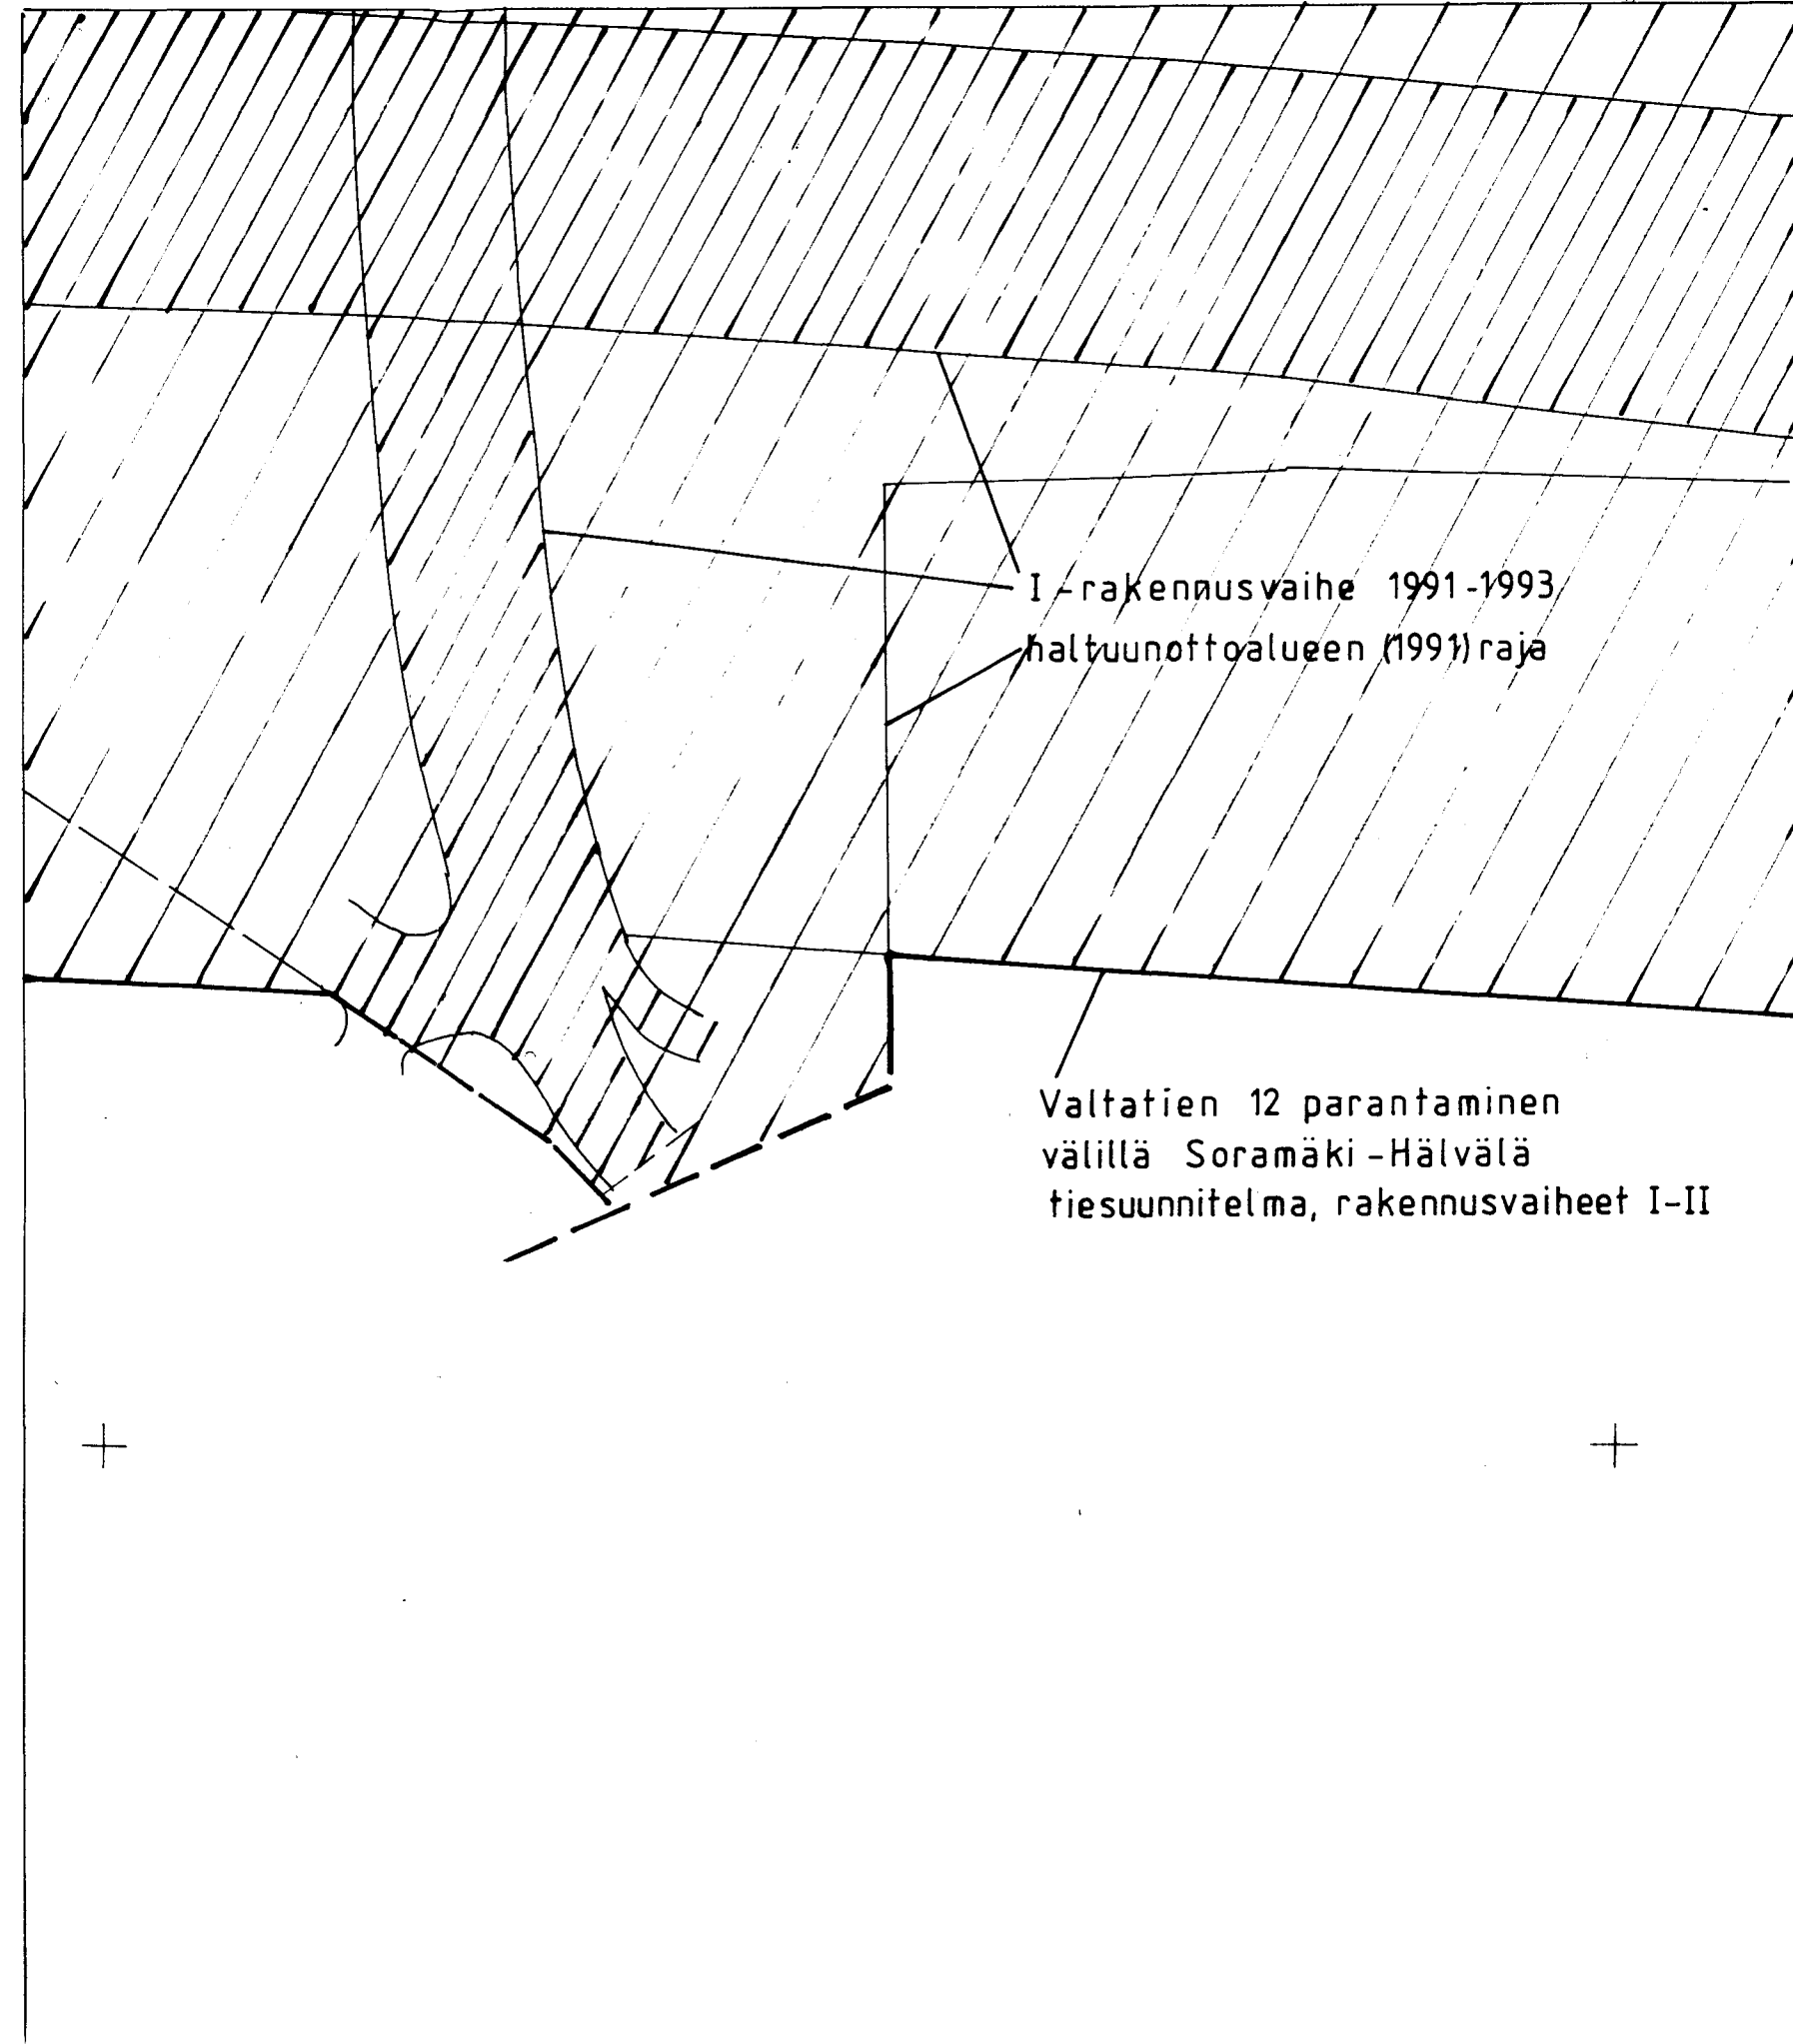 I -rakennusvaihe 1991-1993
haltuunottoalueen (1991) raja
Valtatien 12 parantaminen
välillä Soramäki-Hälvälä
tiesuunnitelma, rakennusvaiheet I-II